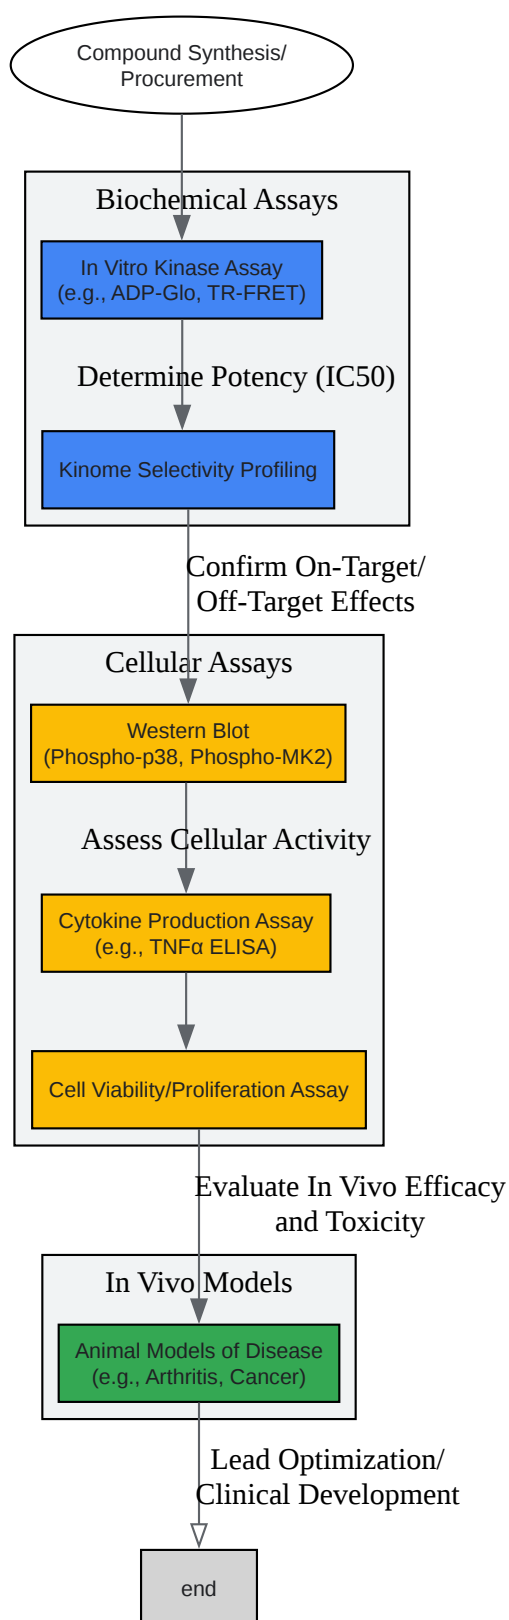 Compound Synthesis/
Procurement
Biochemical Assays
In Vitro Kinase Assay
(e.g., ADP-Glo, TR-FRET)
Determine Potency (IC50)
Kinome Selectivity Profiling
Confirm On-Target/
Off-Target Effects
Cellular Assays
Western Blot
(Phospho-p38, Phospho-MK2)
Assess Cellular Activity
Cytokine Production Assay
(e.g., TNFα ELISA)
Cell Viability/Proliferation Assay
Evaluate In Vivo Efficacy
and Toxicity
In Vivo Models
Animal Models of Disease
(e.g., Arthritis, Cancer)
Lead Optimization/
Clinical Development
end